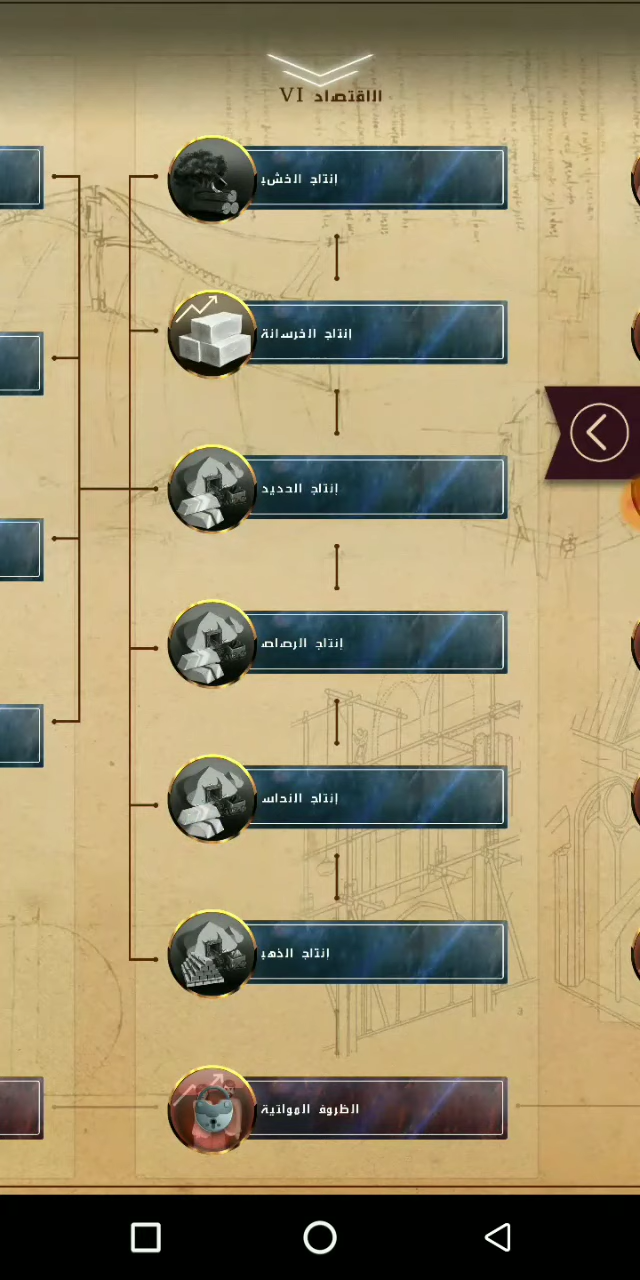 الاقتصاد VI
إنتاج الخشب
إنتاج الخرسانة
إنتاج الحديد
إنتاج الرصاص
إنتاج النحاس
إنتاج الذهب
الظروف المواتية